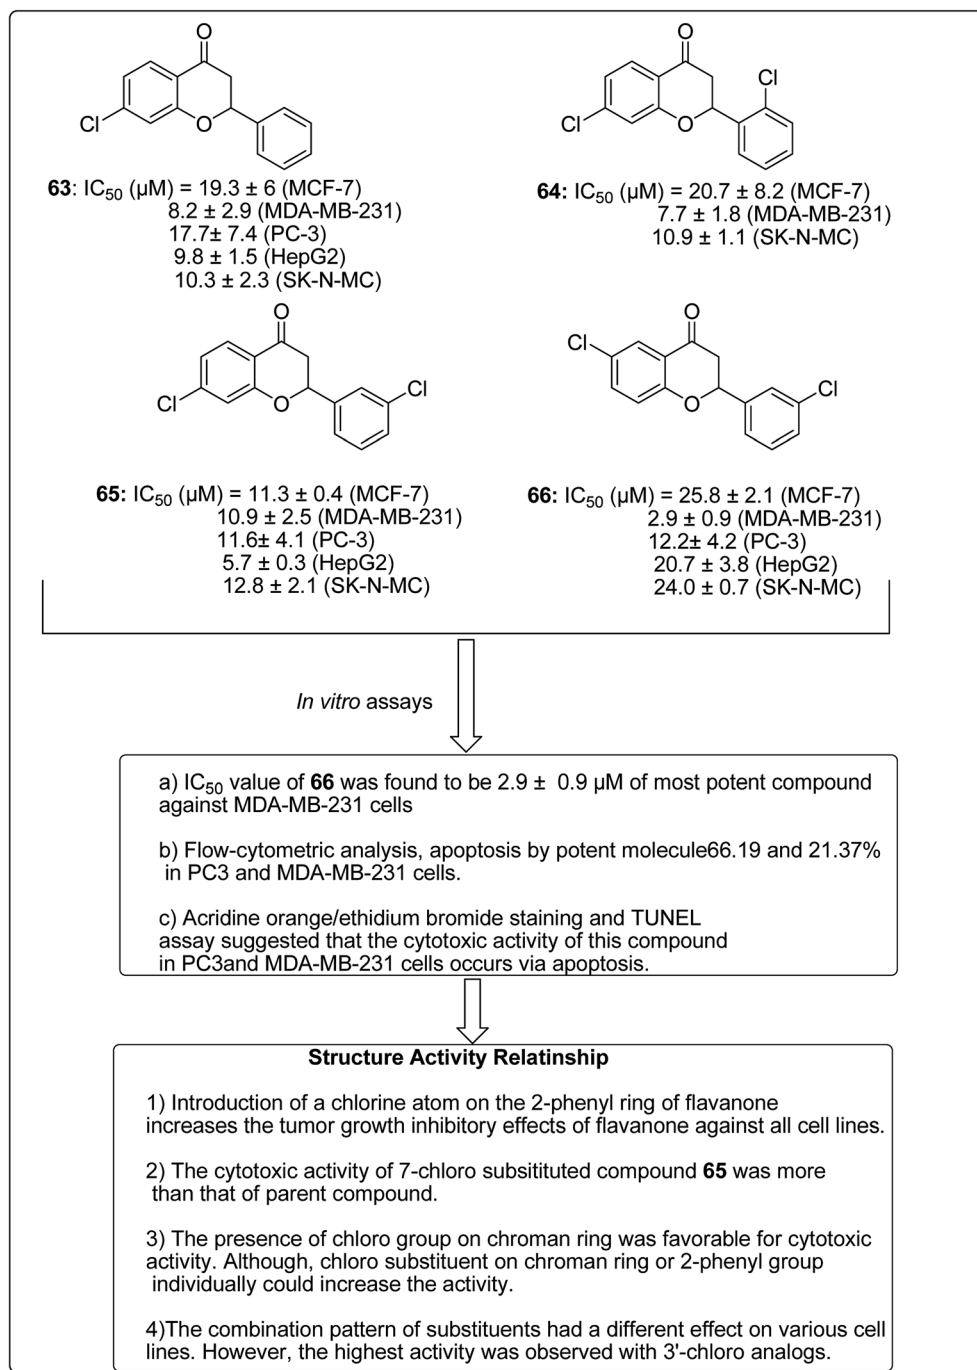 O
Cl
O
O
Cl
Cl
O
63: IC50 (µM) = 19.3 ± 6 (MCF-7)
8.2 ± 2.9 (MDA-MB-231)
17.7± 7.4 (PC-3)
9.8 ± 1.5 (HepG2)
10.3 ± 2.3 (SK-N-MC)
64: IC50 (µM) = 20.7 ± 8.2 (MCF-7)
7.7 ± 1.8 (MDA-MB-231)
10.9 ± 1.1 (SK-N-MC)
O
Cl
Cl
O
O
Cl
Cl
O
65: IC50 (µM) = 11.3 ± 0.4 (MCF-7)
10.9 ± 2.5 (MDA-MB-231)
11.6± 4.1 (PC-3)
5.7 ± 0.3 (HepG2)
12.8 ± 2.1 (SK-N-MC)
66: IC50 (µM) = 25.8 ± 2.1 (MCF-7)
2.9 ± 0.9 (MDA-MB-231)
12.2± 4.2 (PC-3)
20.7 ± 3.8 (HepG2)
24.0 ± 0.7 (SK-N-MC)
In vitro assays
a) IC50 value of 66 was found to be 2.9 ± 0.9 µM of most potent compound
against MDA-MB-231 cells
b) Flow-cytometric analysis, apoptosis by potent molecule66.19 and 21.37%
in PC3 and MDA-MB-231 cells.
c) Acridine orange/ethidium bromide staining and TUNEL
assay suggested that the cytotoxic activity of this compound
in PC3and MDA-MB-231 cells occurs via apoptosis.
Structure Activity Relatinship
1) Introduction of a chlorine atom on the 2-phenyl ring of flavanone
increases the tumor growth inhibitory effects of flavanone against all cell lines.
2) The cytotoxic activity of 7-chloro subsitituted compound 65 was more
than that of parent compound.
3) The presence of chloro group on chroman ring was favorable for cytotoxic
activity. Although, chloro substituent on chroman ring or 2-phenyl group
individually could increase the activity.
4)The combination pattern of substituents had a different effect on various cell
lines. However, the highest activity was observed with 3'-chloro analogs.